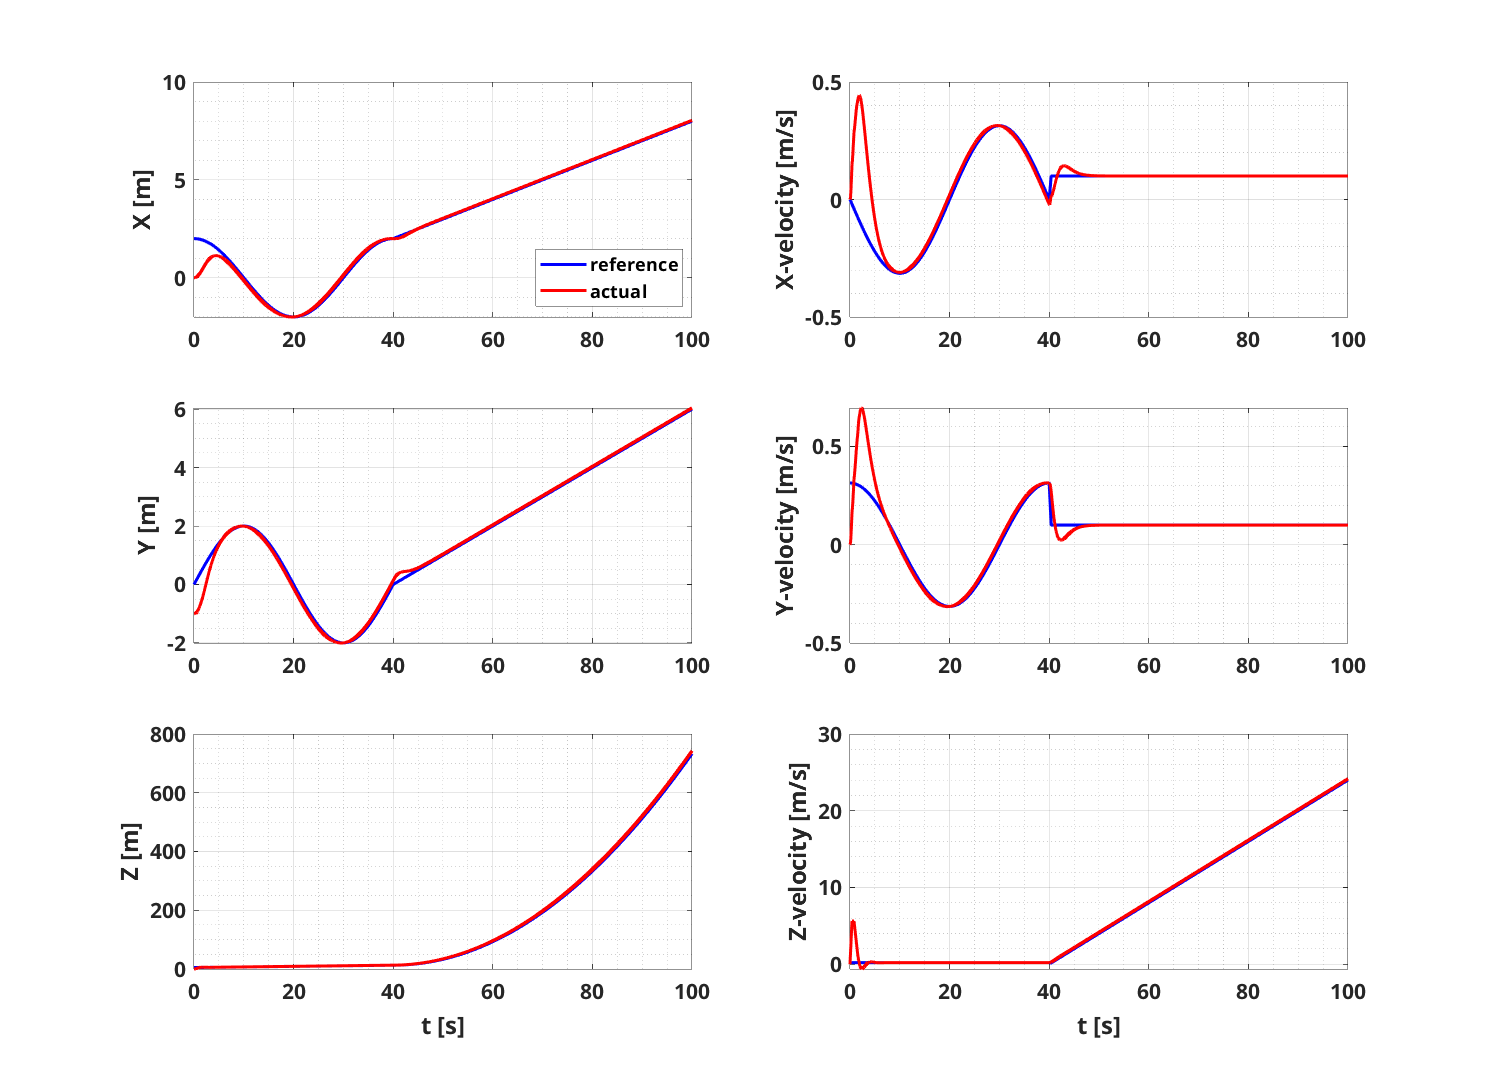 10
5
0
X [m]
reference
actual
0 20 40 60 80 100
0.5
0
-0.5
X-velocity [m/s]
0 20 40 60 80 100
6
4
2
0
-2
Y [m]
0 20 40 60 80 100
0.5
0
-0.5
Y-velocity [m/s]
0 20 40 60 80 100
800
600
400
200
0
Z [m]
0 20 40 60 80 100
t [s]
30
20
10
0
Z-velocity [m/s]
0 20 40 60 80 100
t [s]